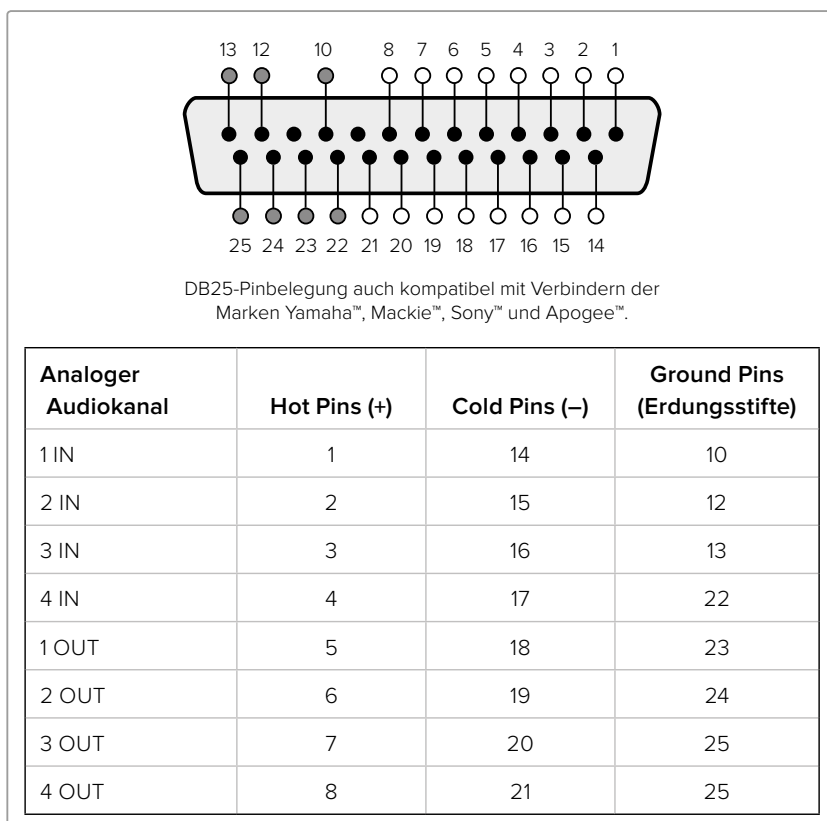 13 12 10 8 7 6 5 4 3 2 1
25 24 23 22 21 20 19 18 17 16 15 14
DB25-Pinbelegung auch kompatibel mit Verbindern der
Marken Yamaha™, Mackie™, Sony™ und Apogee™.
Analoger
Audiokanal
Hot Pins (+)
Cold Pins (–)
Ground Pins
(Erdungsstifte)
1 IN 1 14 10
2 IN 2 15 12
3 IN 3 16 13
4 IN 4 17 22
1 OUT 5 18 23
2 OUT 6 19 24
3 OUT 7 20 25
4 OUT 8 21 25